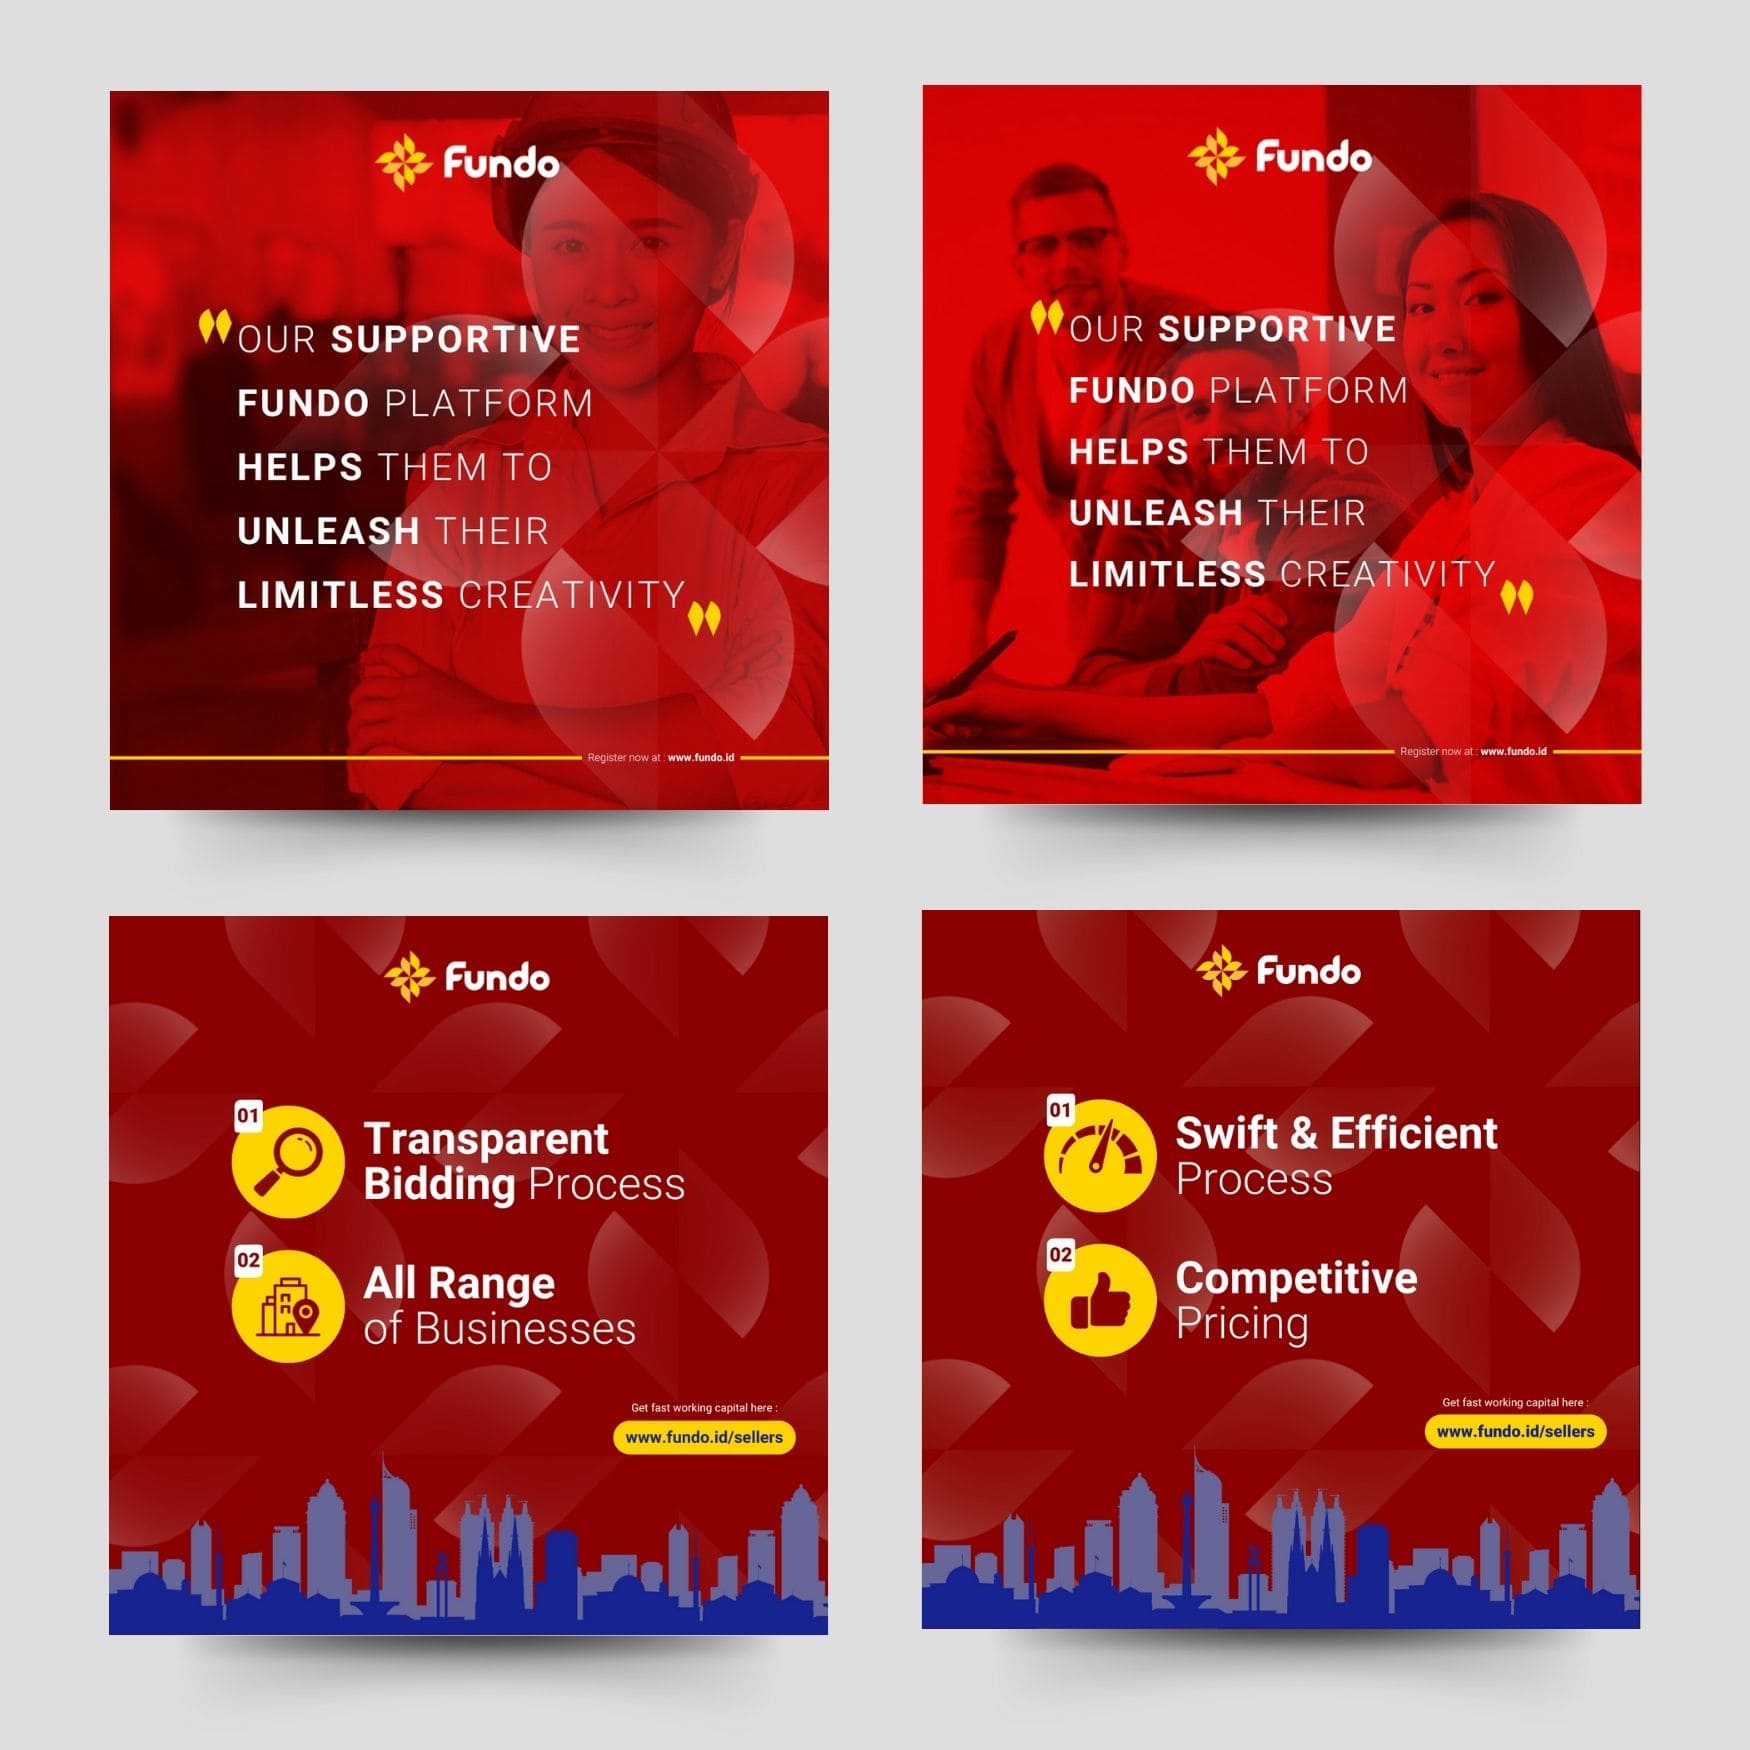 Fundo
OUR SUPPORTIVE
FUNDO PLATFORM
HELPS THEM TO
UNLEASH THEIR
LIMITLESS CREATIVITY
Register now at : www.fundo.id
Fundo
OUR SUPPORTIVE
FUNDO PLATFORM
HELPS THEM TO
UNLEASH THEIR
LIMITLESS CREATIVITY
Register now at : www.fundo.id
Fundo
01
Transparent
Bidding Process
02
All Range
of Businesses
Get fast working capital here :
www.fundo.id/sellers
Fundo
01
Swift & Efficient
Process
02
Competitive
Pricing
Get fast working capital here :
www.fundo.id/sellers